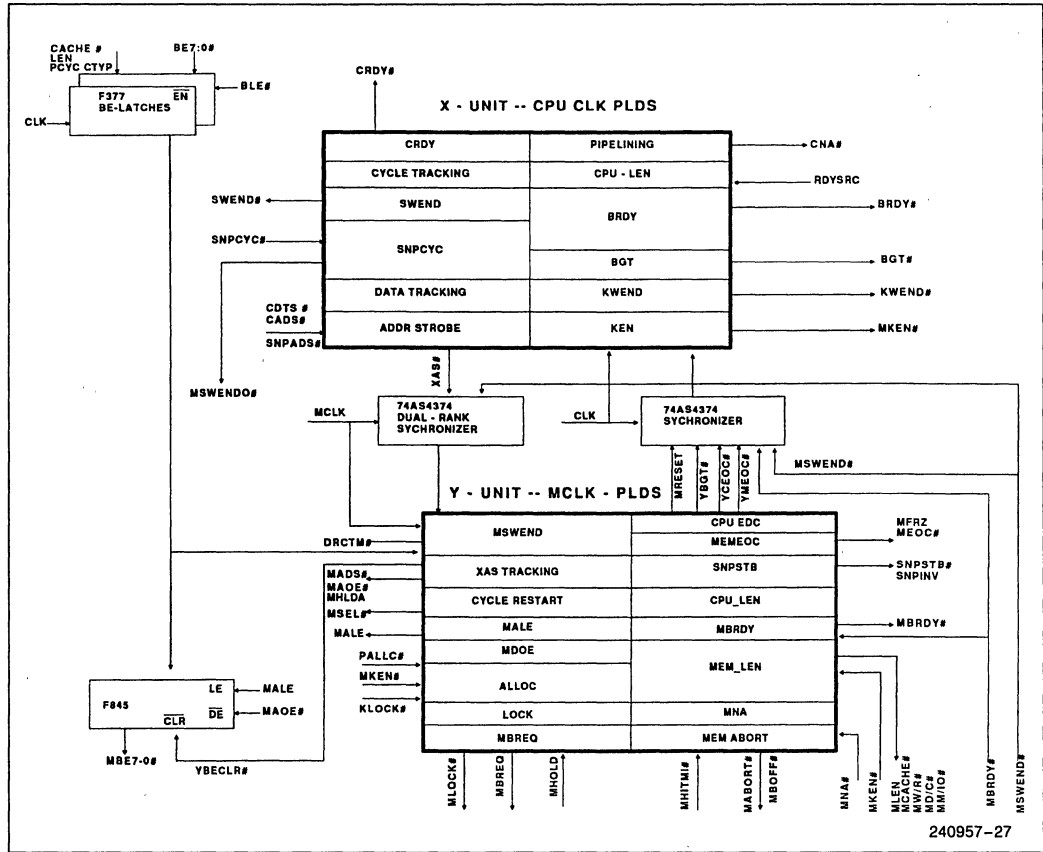 CACHE #
LEN
PCYC CTYP
BE7:0#
F377
BE-LATCHES
EN
BLE#
CLK
CRDY#
X - UNIT -- CPU CLK PLDS
CRDY
PIPELINING
CNA#
CYCLE TRACKING
CPU - LEN
RDYSRC
SWEND#
SWEND
BRDY
BRDY#
SNPCYC#
SNPCYC
BGT
BGT#
DATA TRACKING
KWEND
KWEND#
CDTS #
CADS#
SNPADS#
ADDR STROBE
KEN
MKEN#
MSWENDO#
XAS#
MCLK
74AS4374
DUAL - RANK
SYCHRONIZER
CLK
74AS4374
SYCHRONIZER
MRESET
YBGT#
YCEOC#
YMEOC#
MSWEND#
Y - UNIT -- MCLK - PLDS
MSWEND
CPU EDC
MEMEOC
MFRZ
MEOC#
DRCTM#
XAS TRACKING
SNPSTB
SNPSTB#
SNPINV
MADS#
MAOE#
MHLDA
CYCLE RESTART
CPU_LEN
MSEL#
MALE
MALE
MBRDY
MBRDY#
MDOE
MEM_LEN
PALLC#
MKEN#
KLOCK#
ALLOC
LOCK
MNA
MBREQ
MEM ABORT
F845
LE
MALE
DE
MAOE#
CLR
MBE7-0#
YBECLR#
MLOCK#
MBREQ
MHOLD
MHITMI#
MABORT#
MBOFF#
MNA#
MKEN#
MLEN
MCACHE#
MW/R#
MD/C#
MM/IO#
MBRDY#
MSWEND#
240957-27